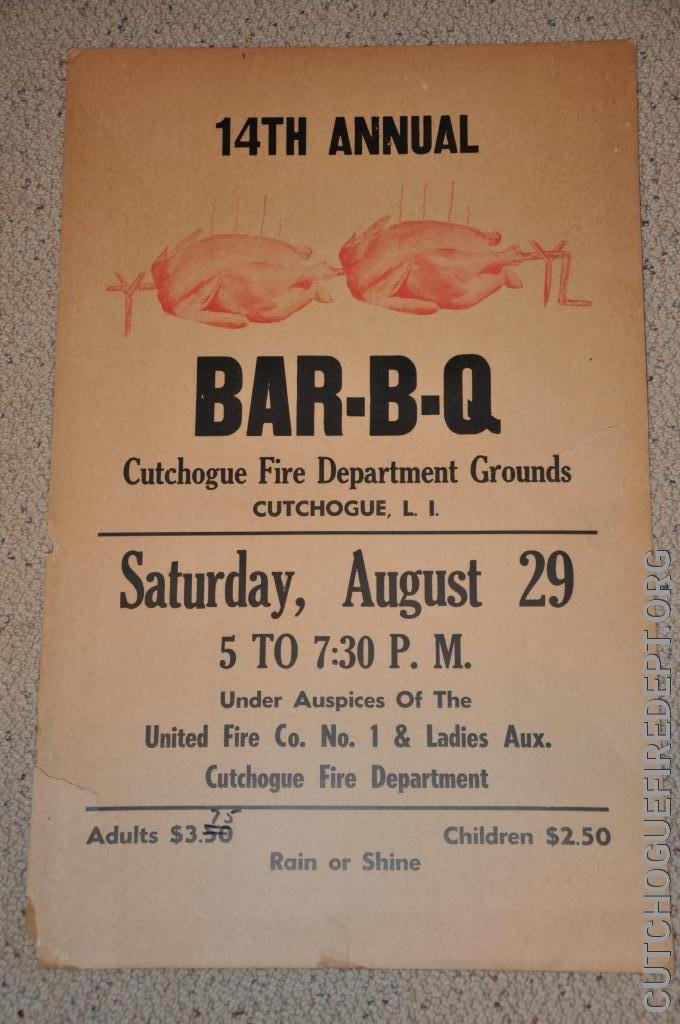 14TH ANNUAL
BAR-B-Q
Cutchogue Fire Department Grounds
CUTCHOGUE, L. I.
Saturday, August 29
5 TO 7:30 P. M.
Under Auspices Of The
United Fire Co. No. 1 & Ladies Aux.
Cutchogue Fire Department
75
Adults $3.50 Children $2.50
Rain or Shine
CUTCHOGUEFIREDEPT.ORG